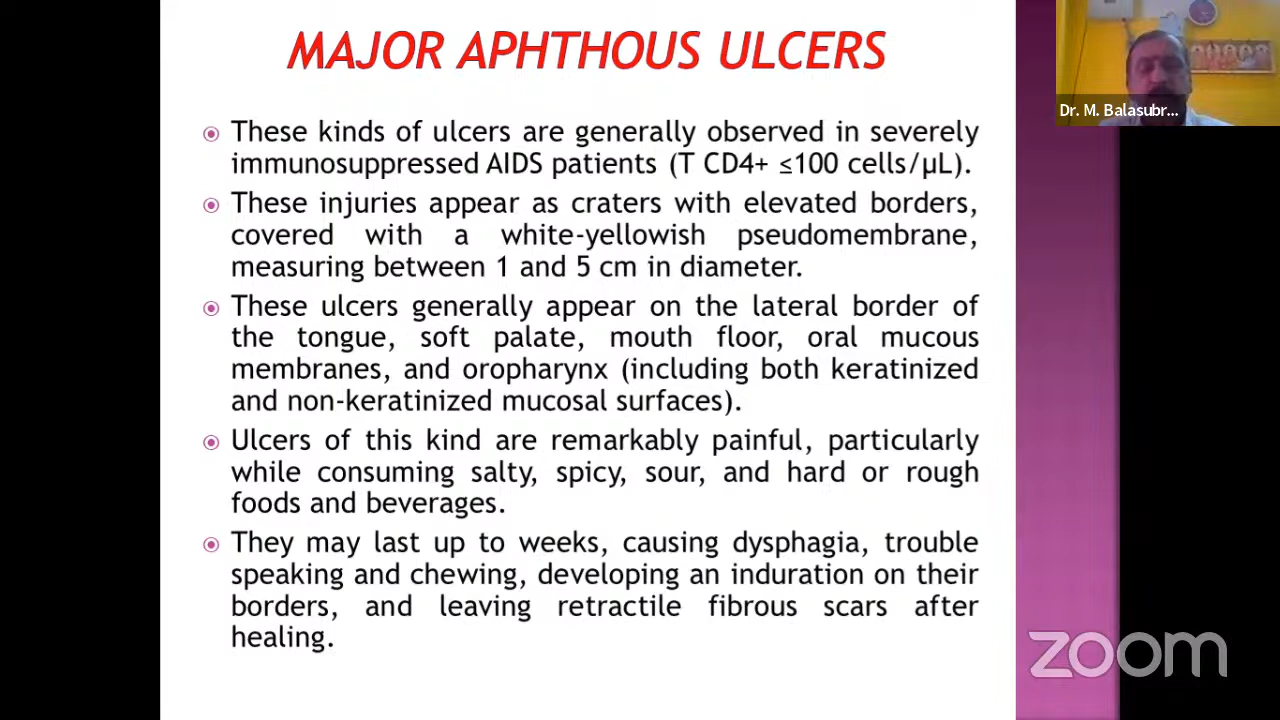 MAJOR APHTHOUS ULCERS
These kinds of ulcers are generally observed in severely
immunosuppressed AIDS patients (T CD4+ ≤100 cells/µL).
These injuries appear as craters with elevated borders,
covered with a white-yellowish pseudomembrane,
measuring between 1 and 5 cm in diameter.
These ulcers generally appear on the lateral border of
the tongue, soft palate, mouth floor, oral mucous
membranes, and oropharynx (including both keratinized
and non-keratinized mucosal surfaces).
Ulcers of this kind are remarkably painful, particularly
while consuming salty, spicy, sour, and hard or rough
foods and beverages.
They may last up to weeks, causing dysphagia, trouble
speaking and chewing, developing an induration on their
borders, and leaving retractile fibrous scars after
healing.
Dr. M. Balasubr...
zoom